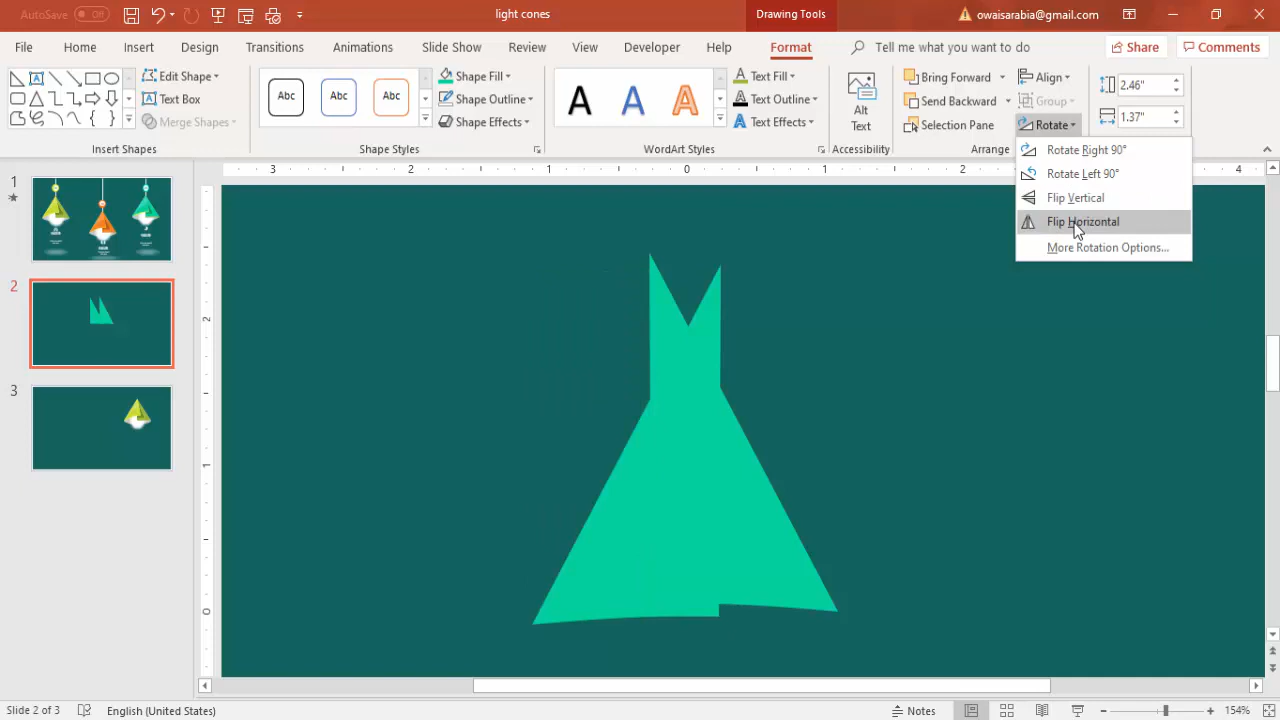 AutoSave Off
light cones
Drawing Tools
owaisarabia@gmail.com
File Home Insert Design Transitions Animations Slide Show Review View Developer Help Format Tell me what you want to do Share Comments
Edit Shape
Text Box
Merge Shapes
Insert Shapes
Abc Abc Abc
Shape Fill
Shape Outline
Shape Effects
Shape Styles
A A A
Text Fill
Text Outline
Text Effects
WordArt Styles
Alt
Text
Accessibility
Bring Forward
Send Backward
Selection Pane
Align
Group
Rotate
Arrange
2.46"
1.37"
Rotate Right 90°
Rotate Left 90°
Flip Vertical
Flip Horizontal
More Rotation Options...
3 2 1 0 1 2 4
2
1
0
1
2
3
Slide 2 of 3 English (United States) Notes 154%